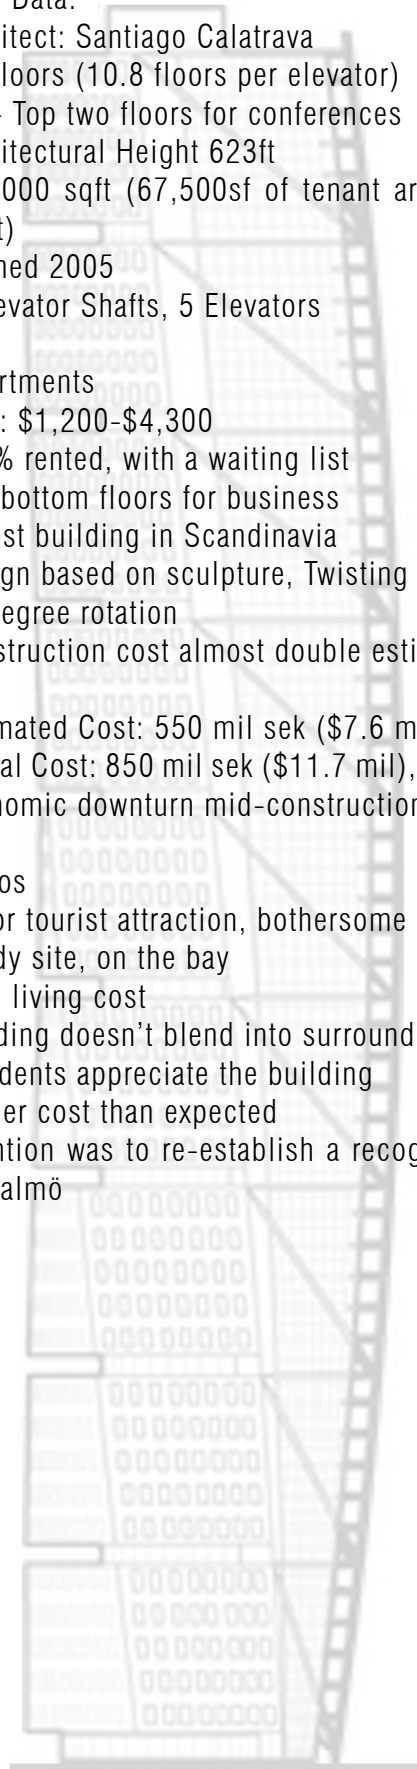 Data:
itect: Santiago Calatrava
loors (10.8 floors per elevator)
- Top two floors for conferences
itectural Height 623ft
000 sqft (67,500sf of tenant ar
t)
ned 2005
evator Shafts, 5 Elevators
rtments
: $1,200-$4,300
% rented, with a waiting list
bottom floors for business
st building in Scandinavia
gn based on sculpture, Twisting
egree rotation
struction cost almost double esti
mated Cost: 550 mil sek ($7.6 m
al Cost: 850 mil sek ($11.7 mil),
nomic downturn mid-construction
os
or tourist attraction, bothersome
dy site, on the bay
living cost
ding doesn't blend into surround
dents appreciate the building
er cost than expected
ntion was to re-establish a recog
almö